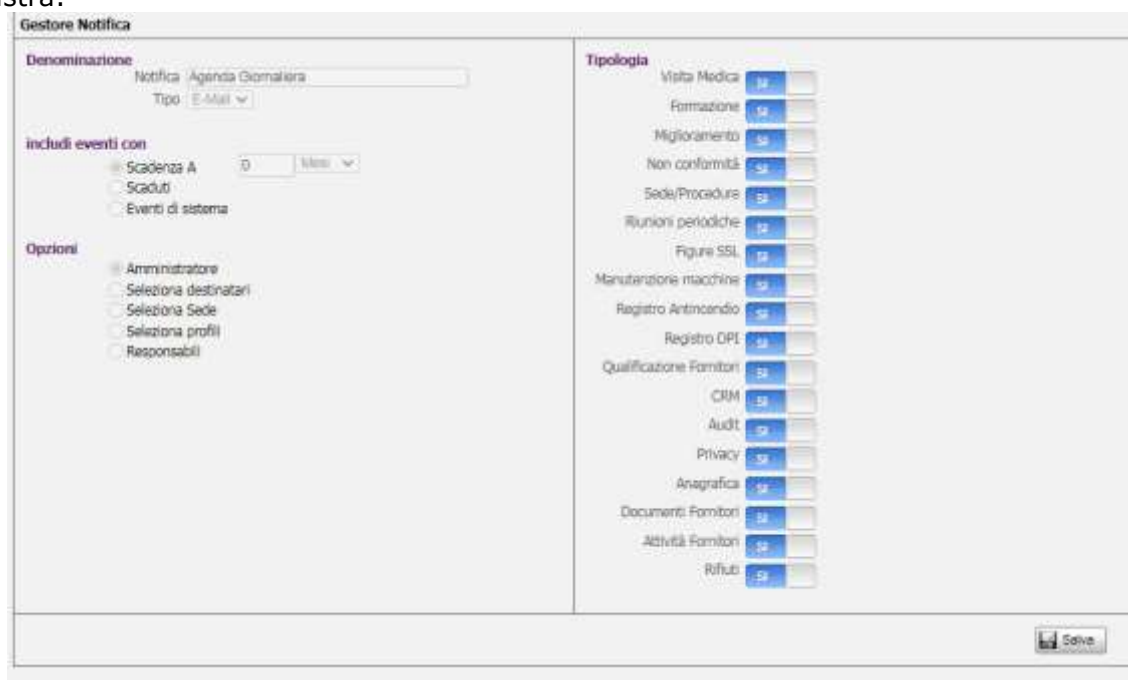 Gestore Notifica
Denominazione
Notifica Agenda Giornaliera
Tipo E-Mail
includi eventi con
Scadenza A 0 Mesi
Scaduti
Eventi di sistema
Opzioni
Amministratore
Seleziona destinatari
Seleziona Sede
Seleziona profili
Responsabili
Tipologia
Visita Medica SI
Formazione SI
Miglioramento SI
Non conformità SI
Sede/Procedure SI
Riunioni periodiche SI
Figure SSL SI
Manutenzione macchine SI
Registro Antincendio SI
Registro DPI SI
Qualificazione Fornitori SI
CRM SI
Audit SI
Privacy SI
Anagrafica SI
Documenti Fornitori SI
Attività Fornitori SI
Rifiuti SI
Salva